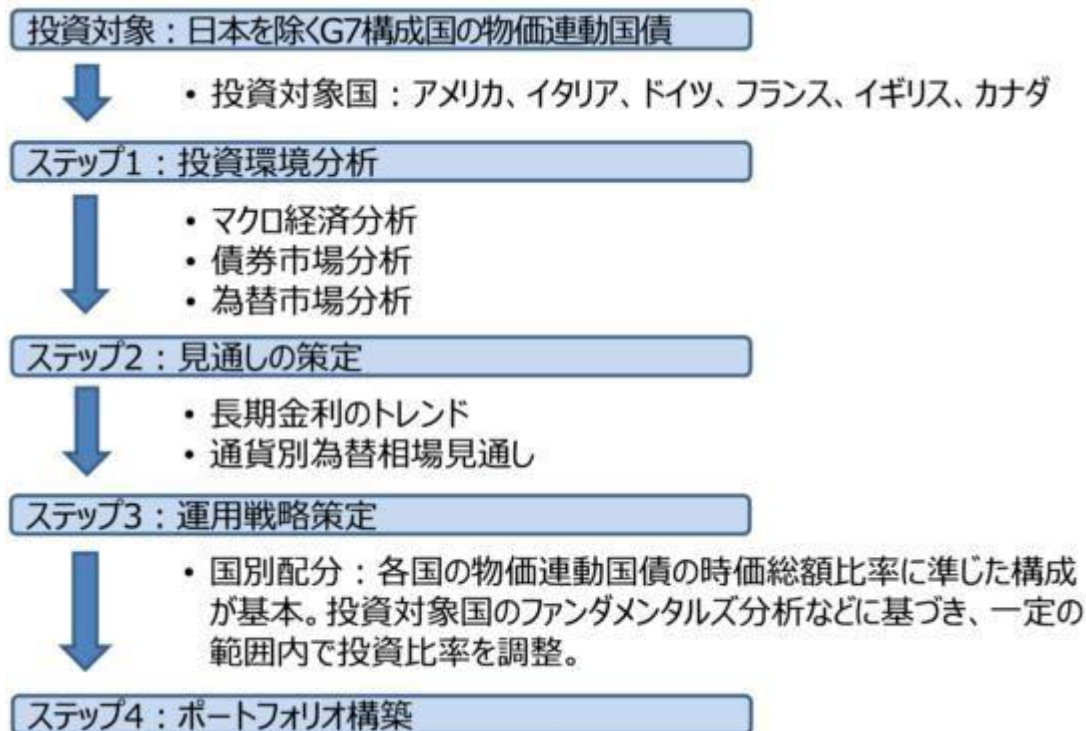 投資対象：日本を除くG7構成国の物価連動国債
• 投資対象国：アメリカ、イタリア、ドイツ、フランス、イギリス、カナダ
ステップ1：投資環境分析
• マクロ経済分析
• 債券市場分析
• 為替市場分析
ステップ2：見通しの策定
• 長期金利のトレンド
• 通貨別為替相場見通し
ステップ3：運用戦略策定
• 国別配分：各国の物価連動国債の時価総額比率に準じた構成
が基本。投資対象国のファンダメンタルズ分析などに基づき、一定の
範囲内で投資比率を調整。
ステップ4：ポートフォリオ構築